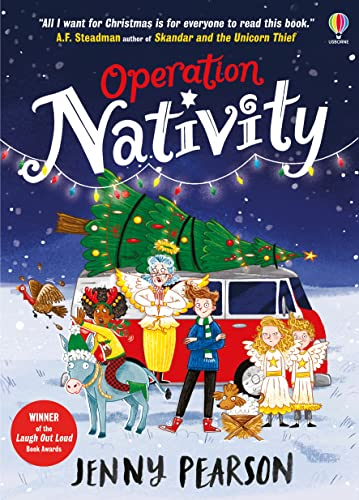 "All I want for Christmas is for everyone to read this book."
A.F. Steadman author of Skandar and the Unicorn Thief
USBORNE
Operation
Nativity
WINNER
of the
Laugh Out Loud
Book Awards
JENNY PEARSON